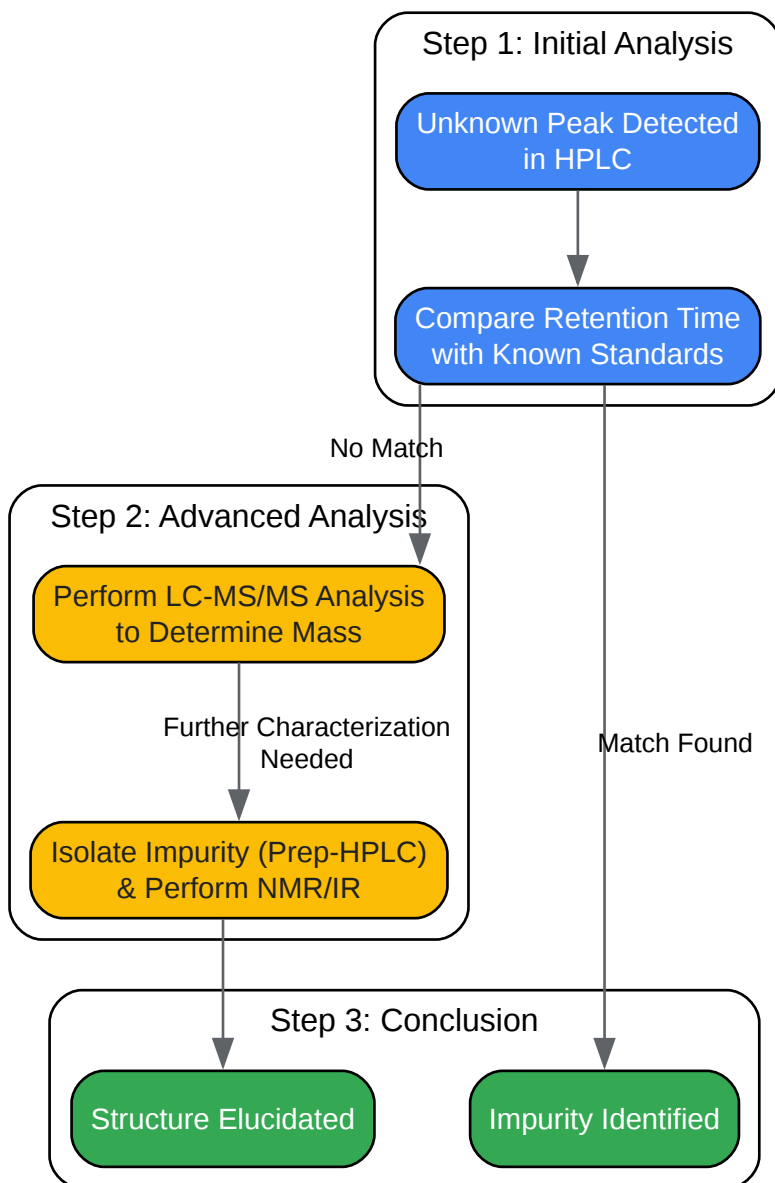 Step 1: Initial Analysis
Unknown Peak Detected
in HPLC
Compare Retention Time
with Known Standards
No Match
Step 2: Advanced Analysis
Perform LC-MS/MS Analysis
to Determine Mass
Further Characterization
Needed
Match Found
Isolate Impurity (Prep-HPLC)
& Perform NMR/IR
Step 3: Conclusion
Structure Elucidated
Impurity Identified